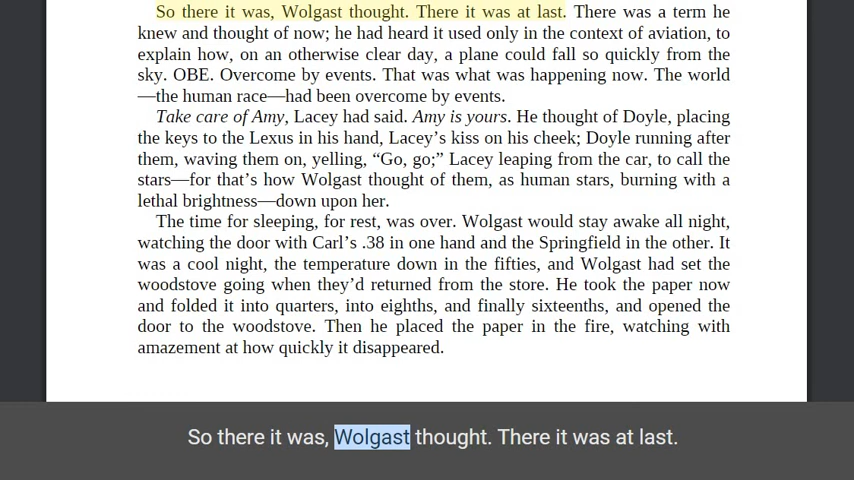 So there it was, Wolgast thought. There it was at last. There was a term he
knew and thought of now; he had heard it used only in the context of aviation, to
explain how, on an otherwise clear day, a plane could fall so quickly from the
sky. OBE. Overcome by events. That was what was happening now. The world
—the human race—had been overcome by events.
Take care of Amy, Lacey had said. Amy is yours. He thought of Doyle, placing
the keys to the Lexus in his hand, Lacey’s kiss on his cheek; Doyle running after
them, waving them on, yelling, “Go, go;” Lacey leaping from the car, to call the
stars—for that’s how Wolgast thought of them, as human stars, burning with a
lethal brightness—down upon her.
The time for sleeping, for rest, was over. Wolgast would stay awake all night,
watching the door with Carl’s .38 in one hand and the Springfield in the other. It
was a cool night, the temperature down in the fifties, and Wolgast had set the
woodstove going when they’d returned from the store. He took the paper now
and folded it into quarters, into eighths, and finally sixteenths, and opened the
door to the woodstove. Then he placed the paper in the fire, watching with
amazement at how quickly it disappeared.
So there it was, Wolgast thought. There it was at last.